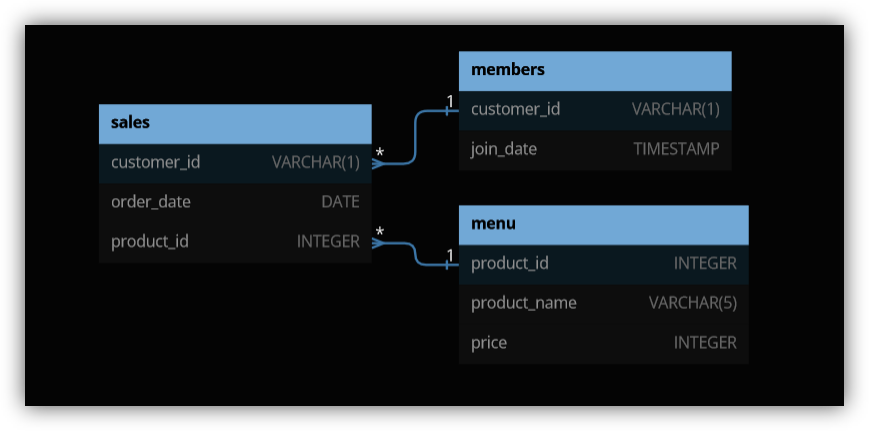 sales
customer_id VARCHAR(1)
order_date DATE
product_id INTEGER
*
*
1
1
members
customer_id VARCHAR(1)
join_date TIMESTAMP
menu
product_id INTEGER
product_name VARCHAR(5)
price INTEGER